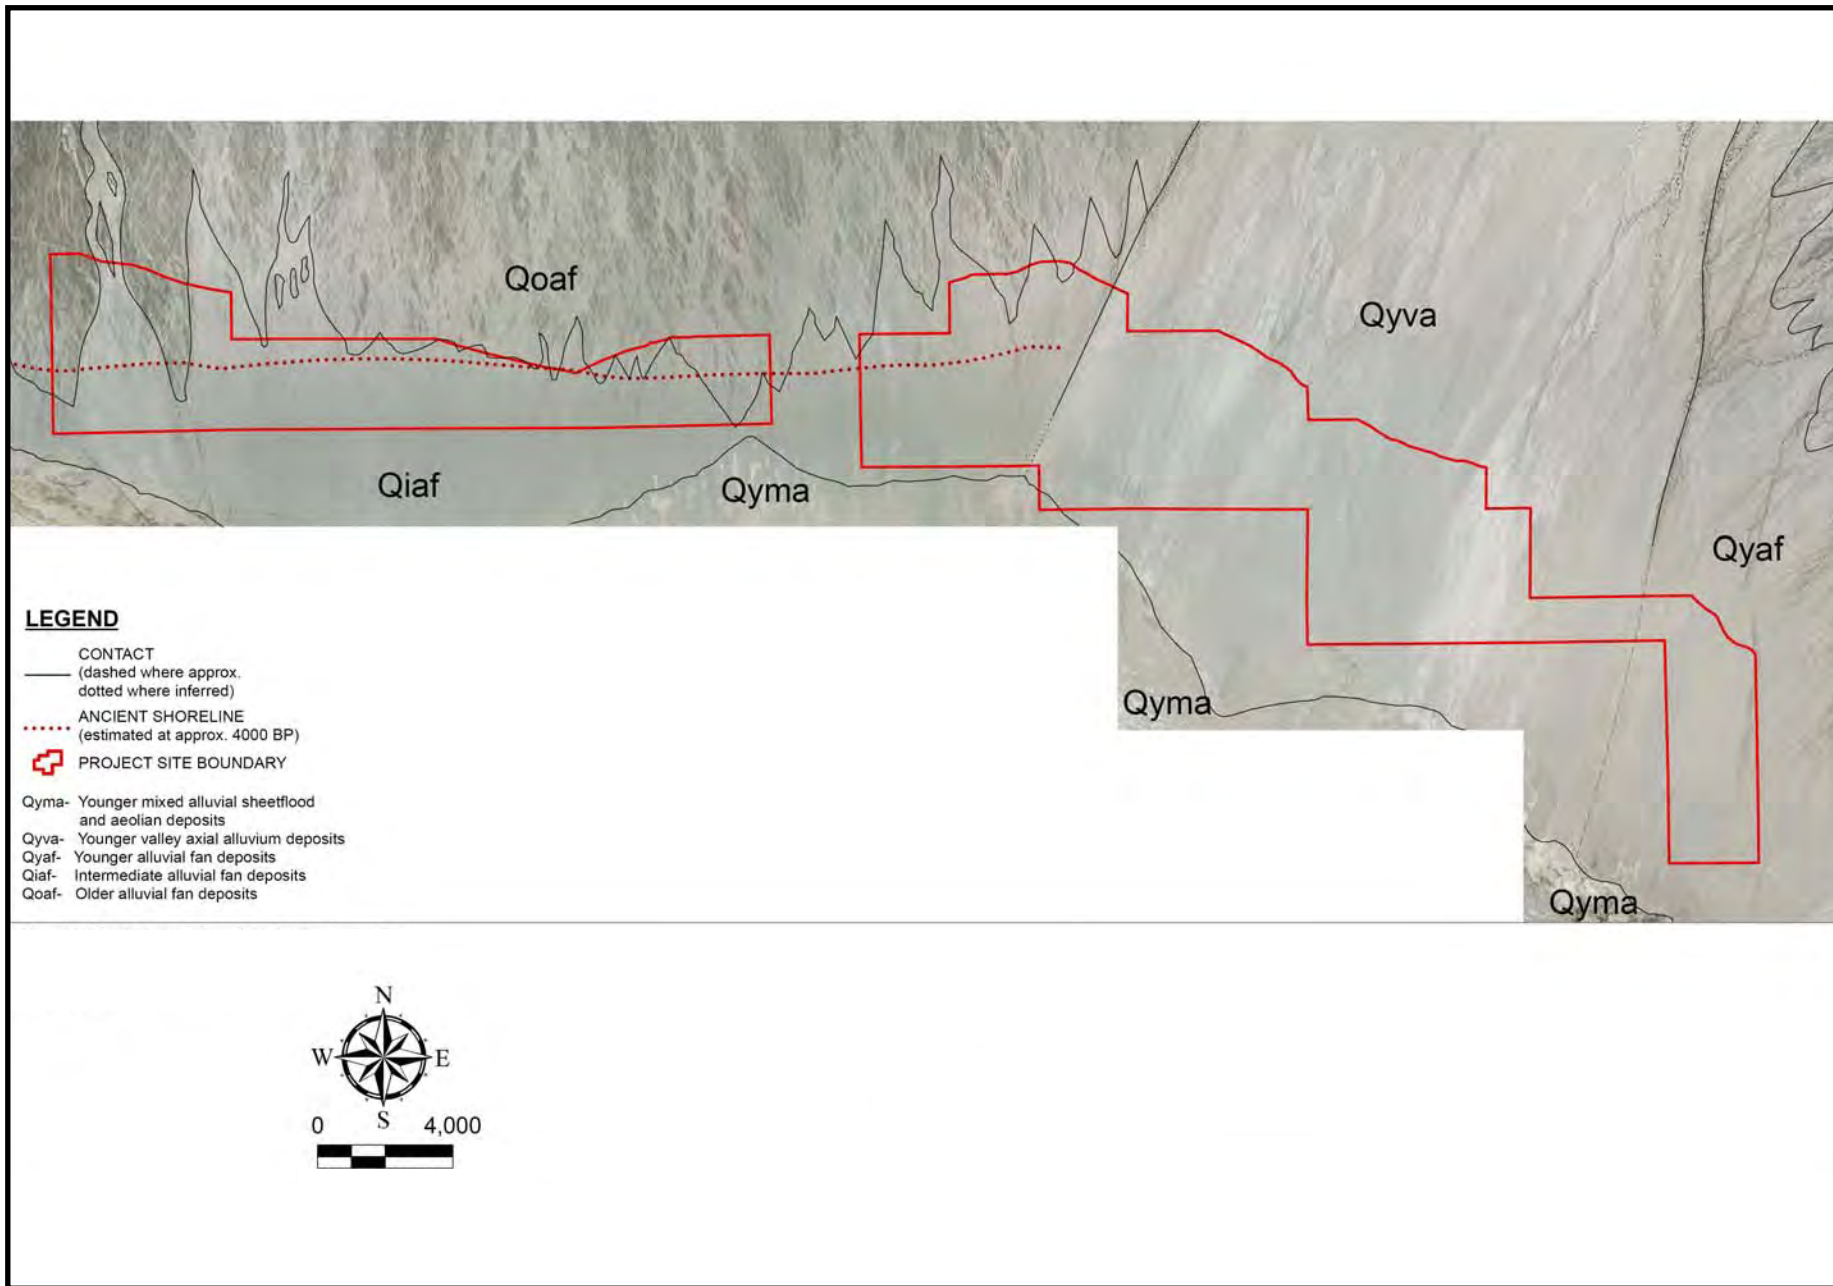 Qoaf
Qyva
Qiaf
Qyma
Qyaf
Qyma
Qyma
LEGEND
CONTACT
(dashed where approx.
dotted where inferred)
ANCIENT SHORELINE
(estimated at approx. 4000 BP)
PROJECT SITE BOUNDARY
Qyma- Younger mixed alluvial sheetflood
and aeolian deposits
Qyva- Younger valley axial alluvium deposits
Qyaf- Younger alluvial fan deposits
Qiaf- Intermediate alluvial fan deposits
Qoaf- Older alluvial fan deposits
N
W E
S
0 4,000